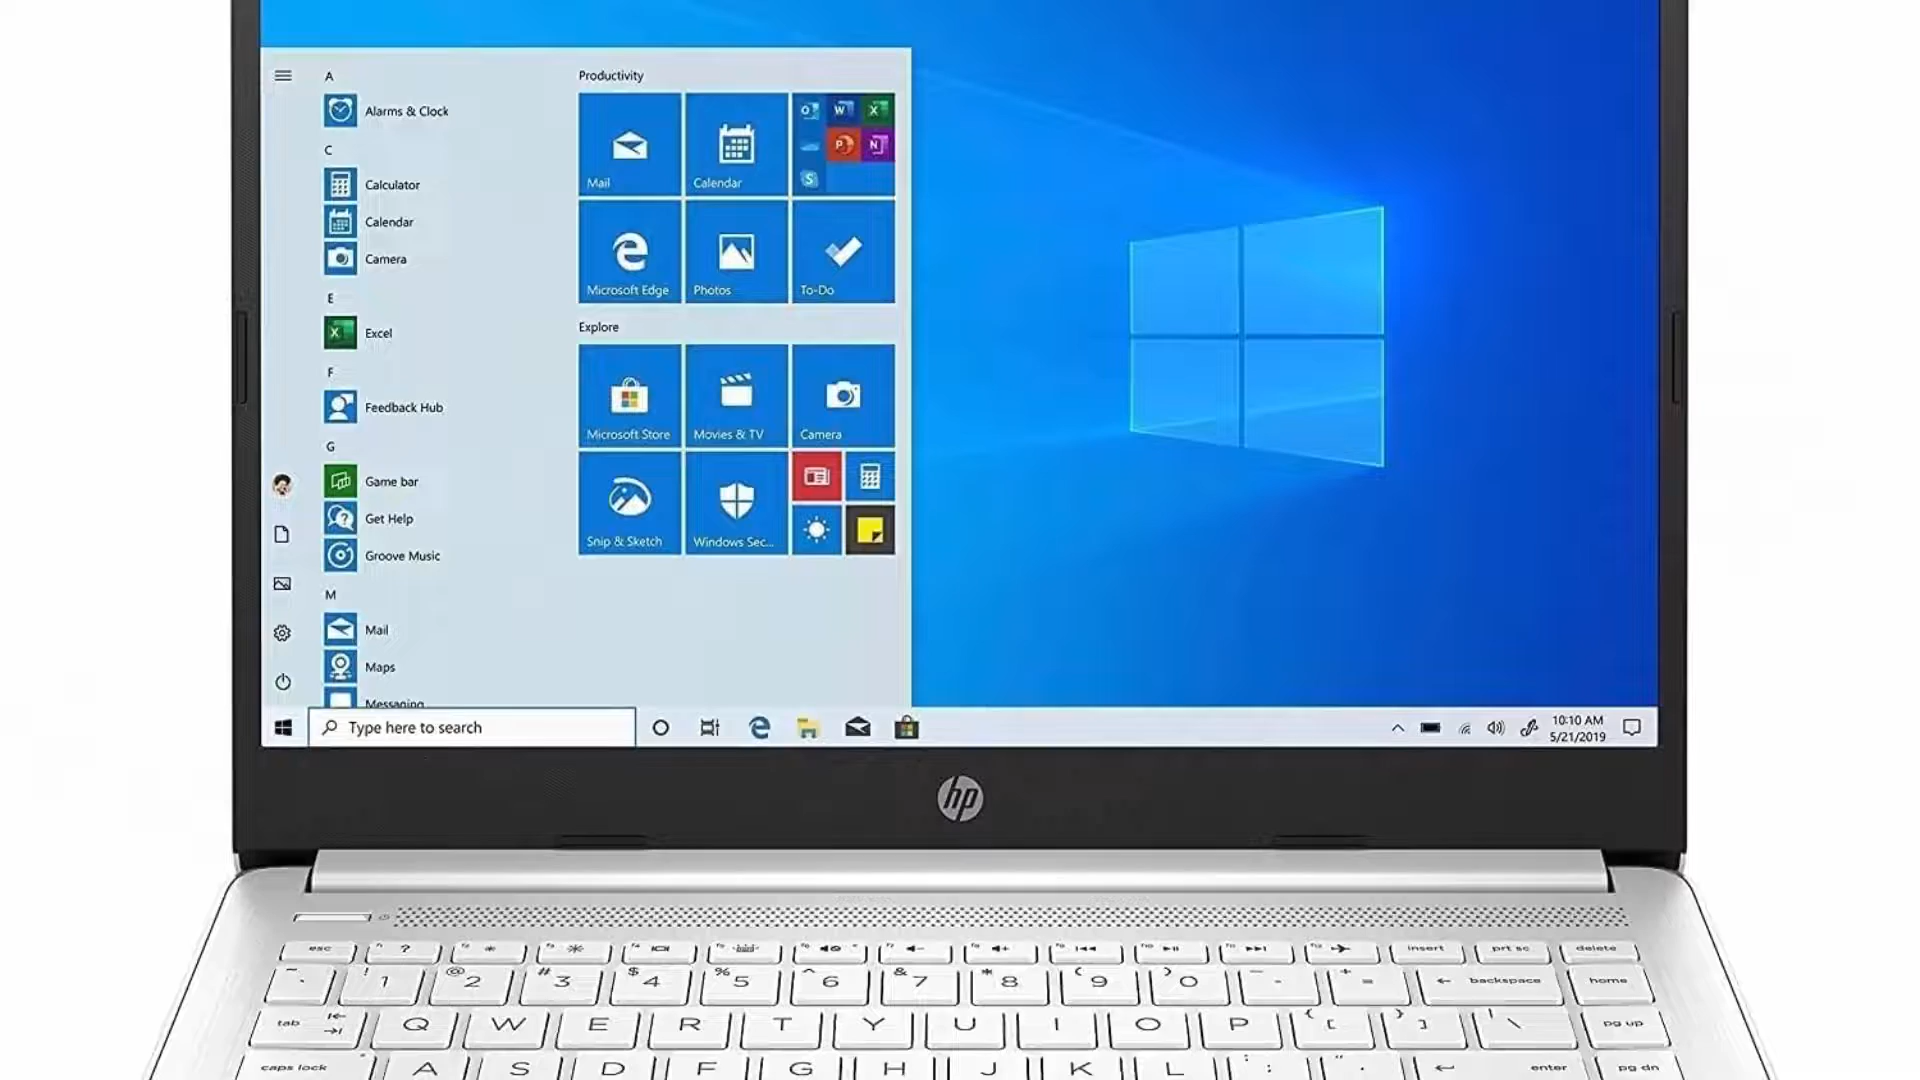 A
Alarms & Clock
C
Calculator
Calendar
Camera
E
Excel
F
Feedback Hub
G
Game bar
Get Help
Groove Music
M
Mail
Maps
Messaging
Productivity
Mail
Calendar
Microsoft Edge
Photos
To-Do
Explore
Microsoft Store
Movies & TV
Camera
Snip & Sketch
Windows Sec...
Type here to search
10:10 AM
5/21/2019
hp
esc ? insert prt sc delete
~ ` ! 1 @ 2 # 3 $ 4 % 5 ^ 6 & 7 * 8 ( 9 ) 0 - + = backspace home
tab Q W E R T Y U I O P { [ } ] | \ pg up
caps lock A S D F G H J K L : ; " ' enter pg dn